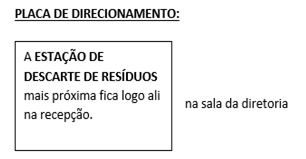 PLACA DE DIRECIONAMENTO:
A ESTAÇÃO DE
DESCARTE DE RESÍDUOS
mais próxima fica logo ali
na recepção.
na sala da diretoria